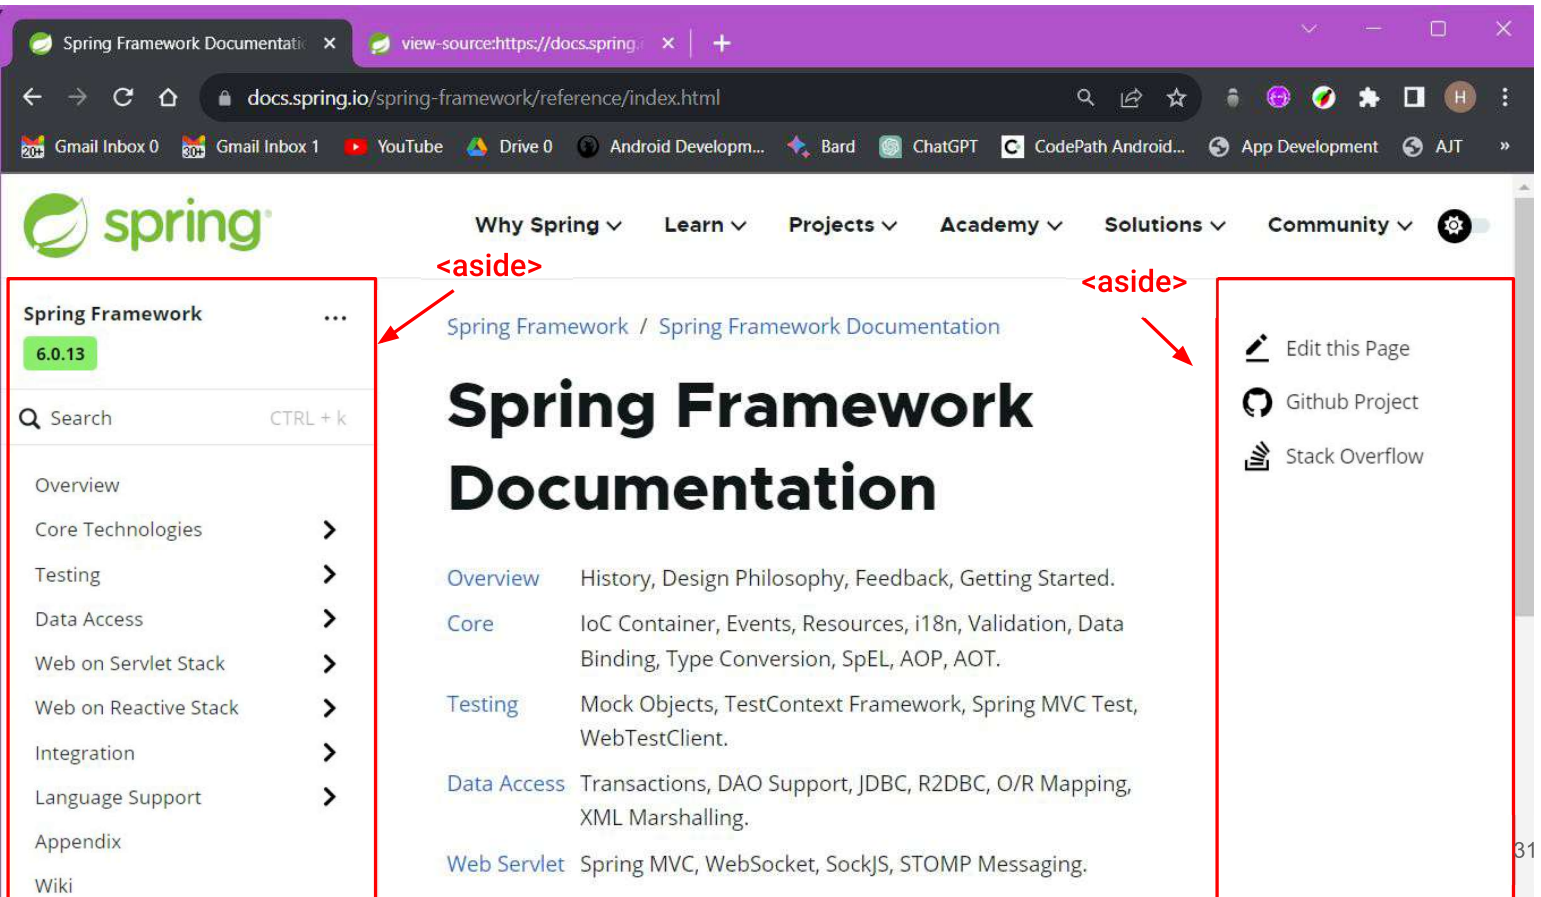 Spring Framework Documentatic
view-source:https://docs.spring.i
docs.spring.io/spring-framework/reference/index.html
H
20+ Gmail Inbox 0
30+ Gmail Inbox 1
YouTube
Drive 0
Android Developm...
Bard
ChatGPT
C CodePath Android...
App Development
AJT
»
spring
Why Spring
Learn
Projects
Academy
Solutions
Community
<aside>
<aside>
Spring Framework
...
6.0.13
Search CTRL + k
Overview
Core Technologies
Testing
Data Access
Web on Servlet Stack
Web on Reactive Stack
Integration
Language Support
Appendix
Wiki
Spring Framework / Spring Framework Documentation
Spring Framework
Documentation
Overview History, Design Philosophy, Feedback, Getting Started.
Core IoC Container, Events, Resources, i18n, Validation, Data
Binding, Type Conversion, SpEL, AOP, AOT.
Testing Mock Objects, TestContext Framework, Spring MVC Test,
WebTestClient.
Data Access Transactions, DAO Support, JDBC, R2DBC, O/R Mapping,
XML Marshalling.
Web Servlet Spring MVC, WebSocket, SockJS, STOMP Messaging.
Edit this Page
Github Project
Stack Overflow
31